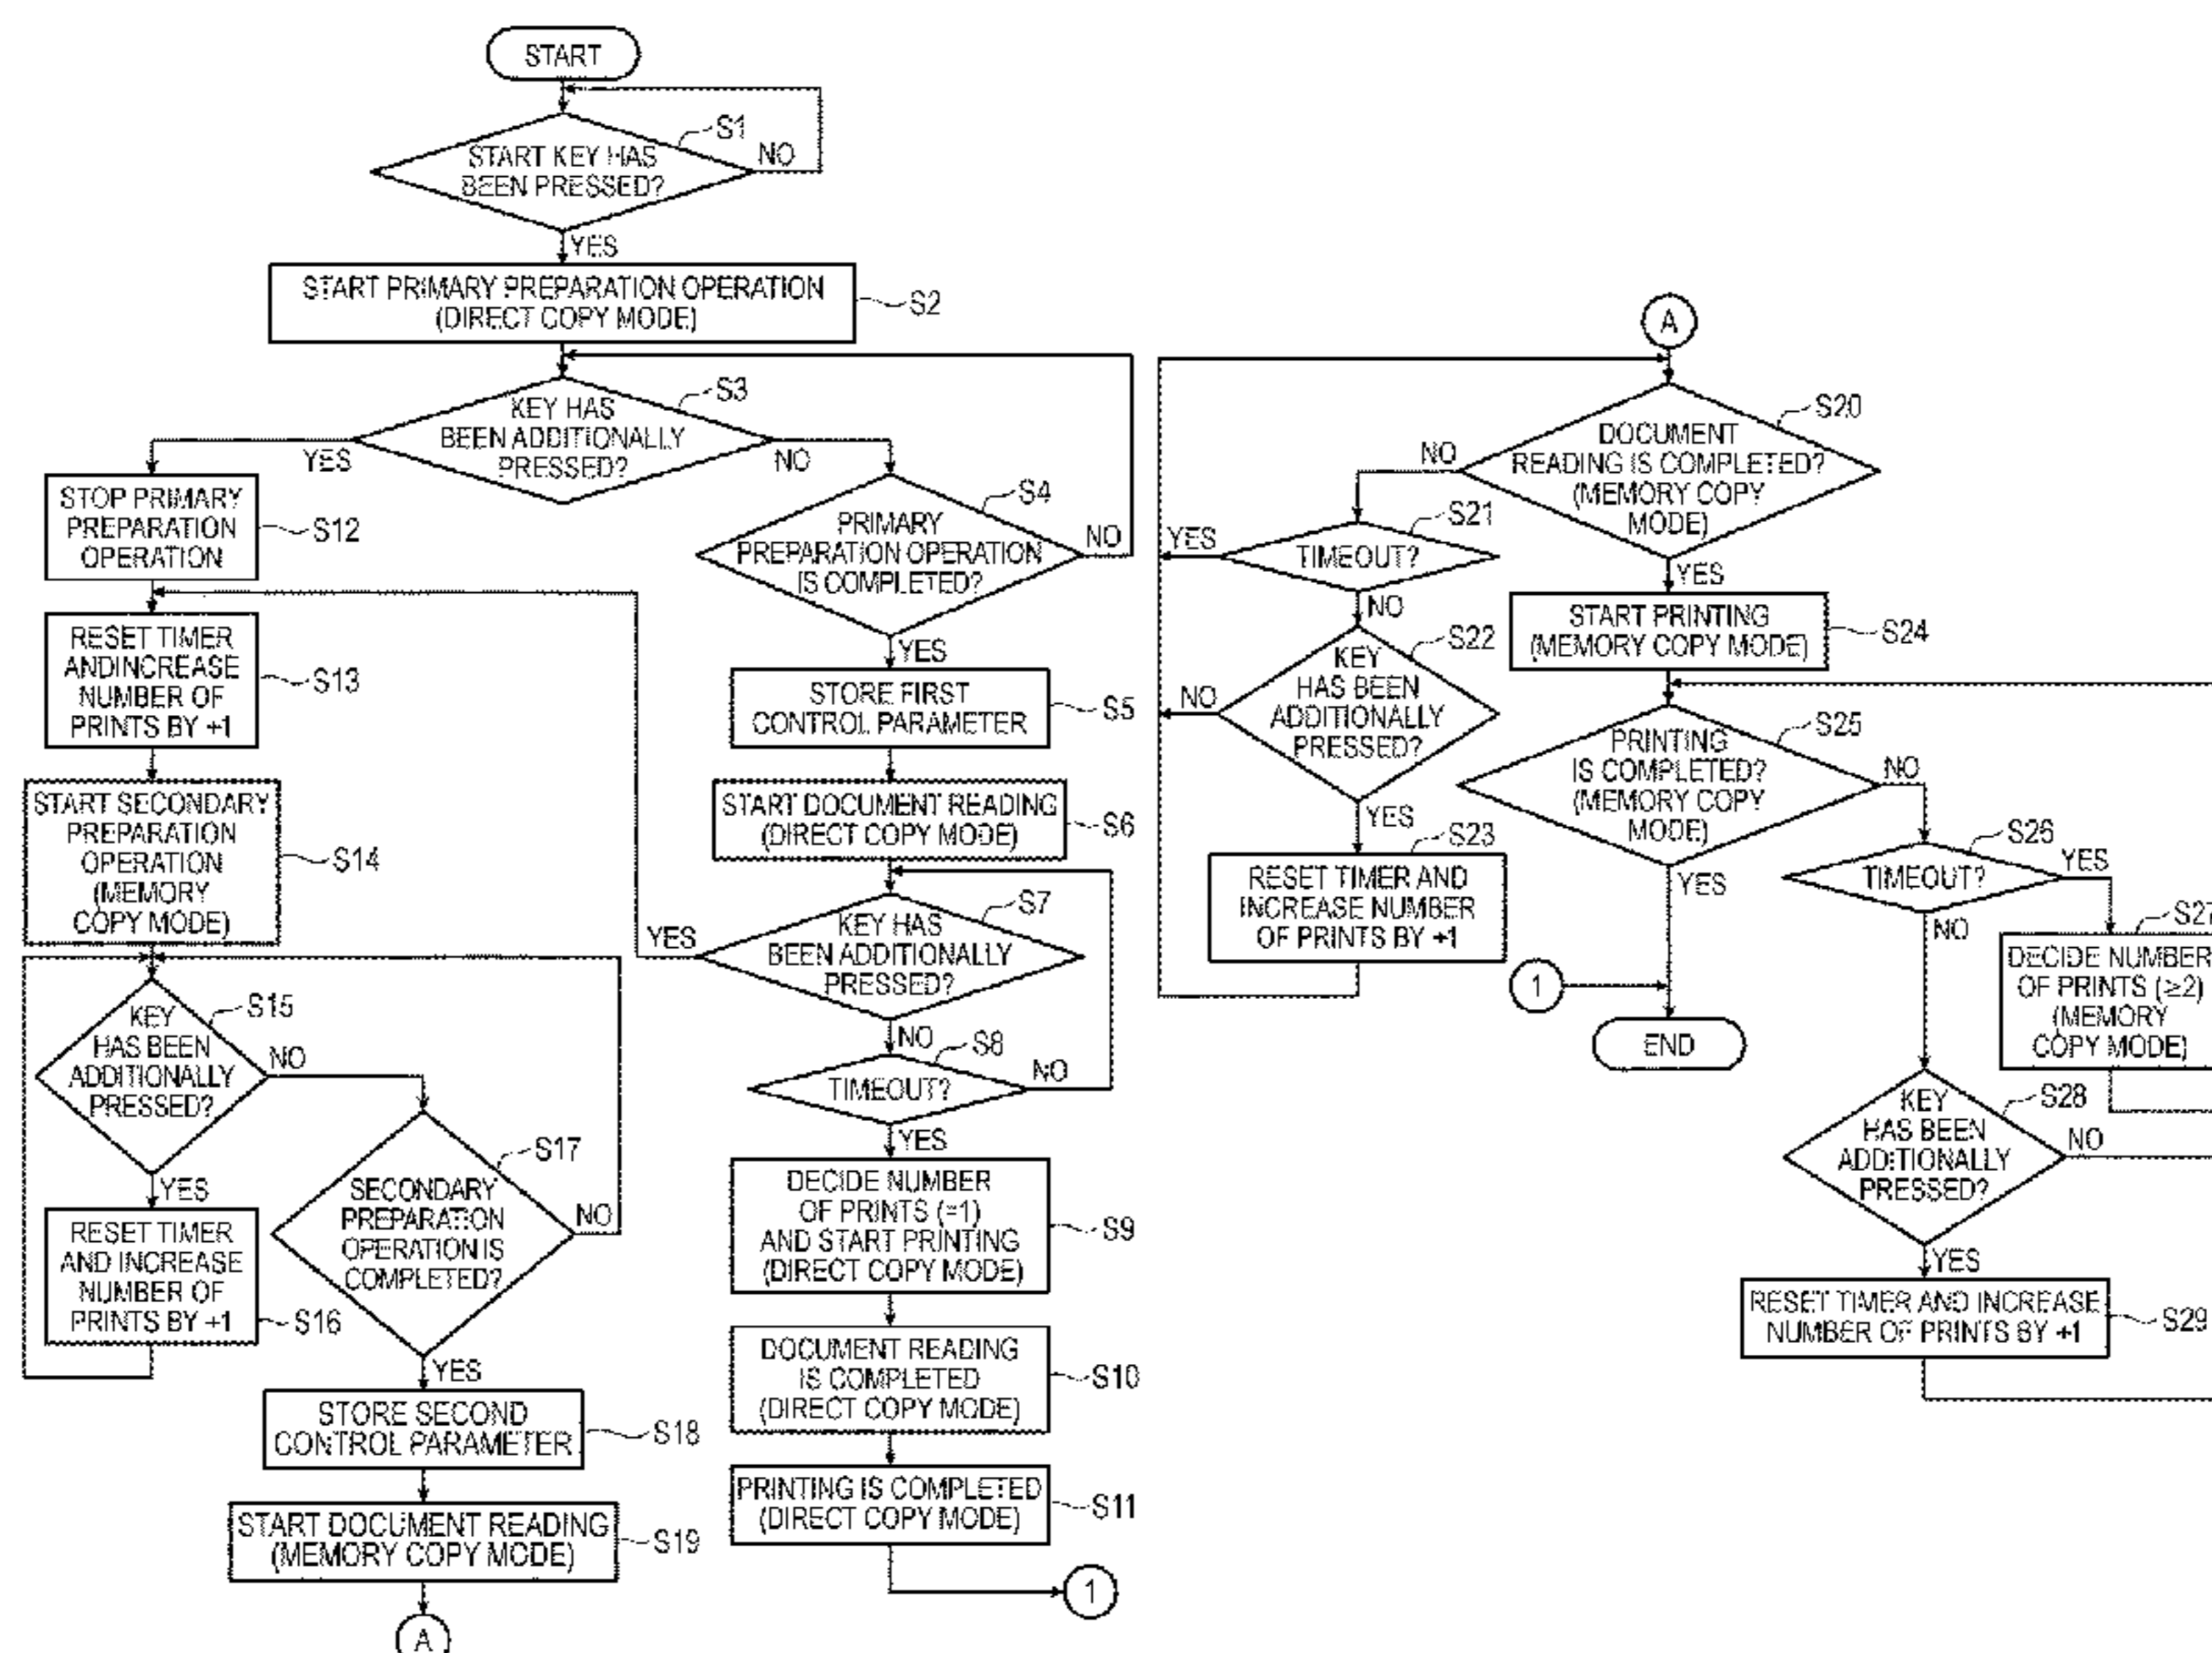 START
S1
START KEY HAS
BEEN PRESSED?
NO
YES
START PRIMARY PREPARATION OPERATION
(DIRECT COPY MODE)
S2
S3
KEY HAS
BEEN ADDITIONALLY
PRESSED?
YES
NO
STOP PRIMARY
PREPARATION
OPERATION
S12
S4
PRIMARY
PREPARATION OPERATION
IS COMPLETED?
NO
YES
RESET TIMER
ANDINCREASE
NUMBER OF
PRINTS BY +1
S13
STORE FIRST
CONTROL PARAMETER
S5
START SECONDARY
PREPARATION
OPERATION
(MEMORY
COPY MODE)
S14
START DOCUMENT READING
(DIRECT COPY MODE)
S6
S7
KEY HAS
BEEN ADDITIONALLY
PRESSED?
YES
NO
S15
KEY
HAS BEEN
ADDITIONALLY
PRESSED?
NO
YES
S8
TIMEOUT?
NO
YES
RESET TIMER
AND INCREASE
NUMBER OF
PRINTS BY +1
S16
S17
SECONDARY
PREPARATION
OPERATION IS
COMPLETED?
NO
YES
DECIDE NUMBER
OF PRINTS (=1)
AND START PRINTING
(DIRECT COPY MODE)
S9
DOCUMENT READING
IS COMPLETED
(DIRECT COPY MODE)
S10
STORE SECOND
CONTROL PARAMETER
S18
PRINTING IS COMPLETED
(DIRECT COPY MODE)
S11
START DOCUMENT READING
(MEMORY COPY MODE)
S19
1
A
A
S20
DOCUMENT
READING IS COMPLETED?
(MEMORY COPY
MODE)
NO
YES
S21
TIMEOUT?
YES
NO
START PRINTING
(MEMORY COPY MODE)
S24
S22
KEY
HAS BEEN
ADDITIONALLY
PRESSED?
NO
YES
S25
PRINTING
IS COMPLETED?
(MEMORY COPY
MODE)
NO
YES
S23
RESET TIMER AND
INCREASE NUMBER
OF PRINTS BY +1
S26
TIMEOUT?
YES
NO
S27
DECIDE NUMBER
OF PRINTS (≥2)
(MEMORY
COPY MODE)
1
END
S28
KEY
HAS BEEN
ADDITIONALLY
PRESSED?
NO
YES
RESET TIMER AND INCREASE
NUMBER OF PRINTS BY +1
S29